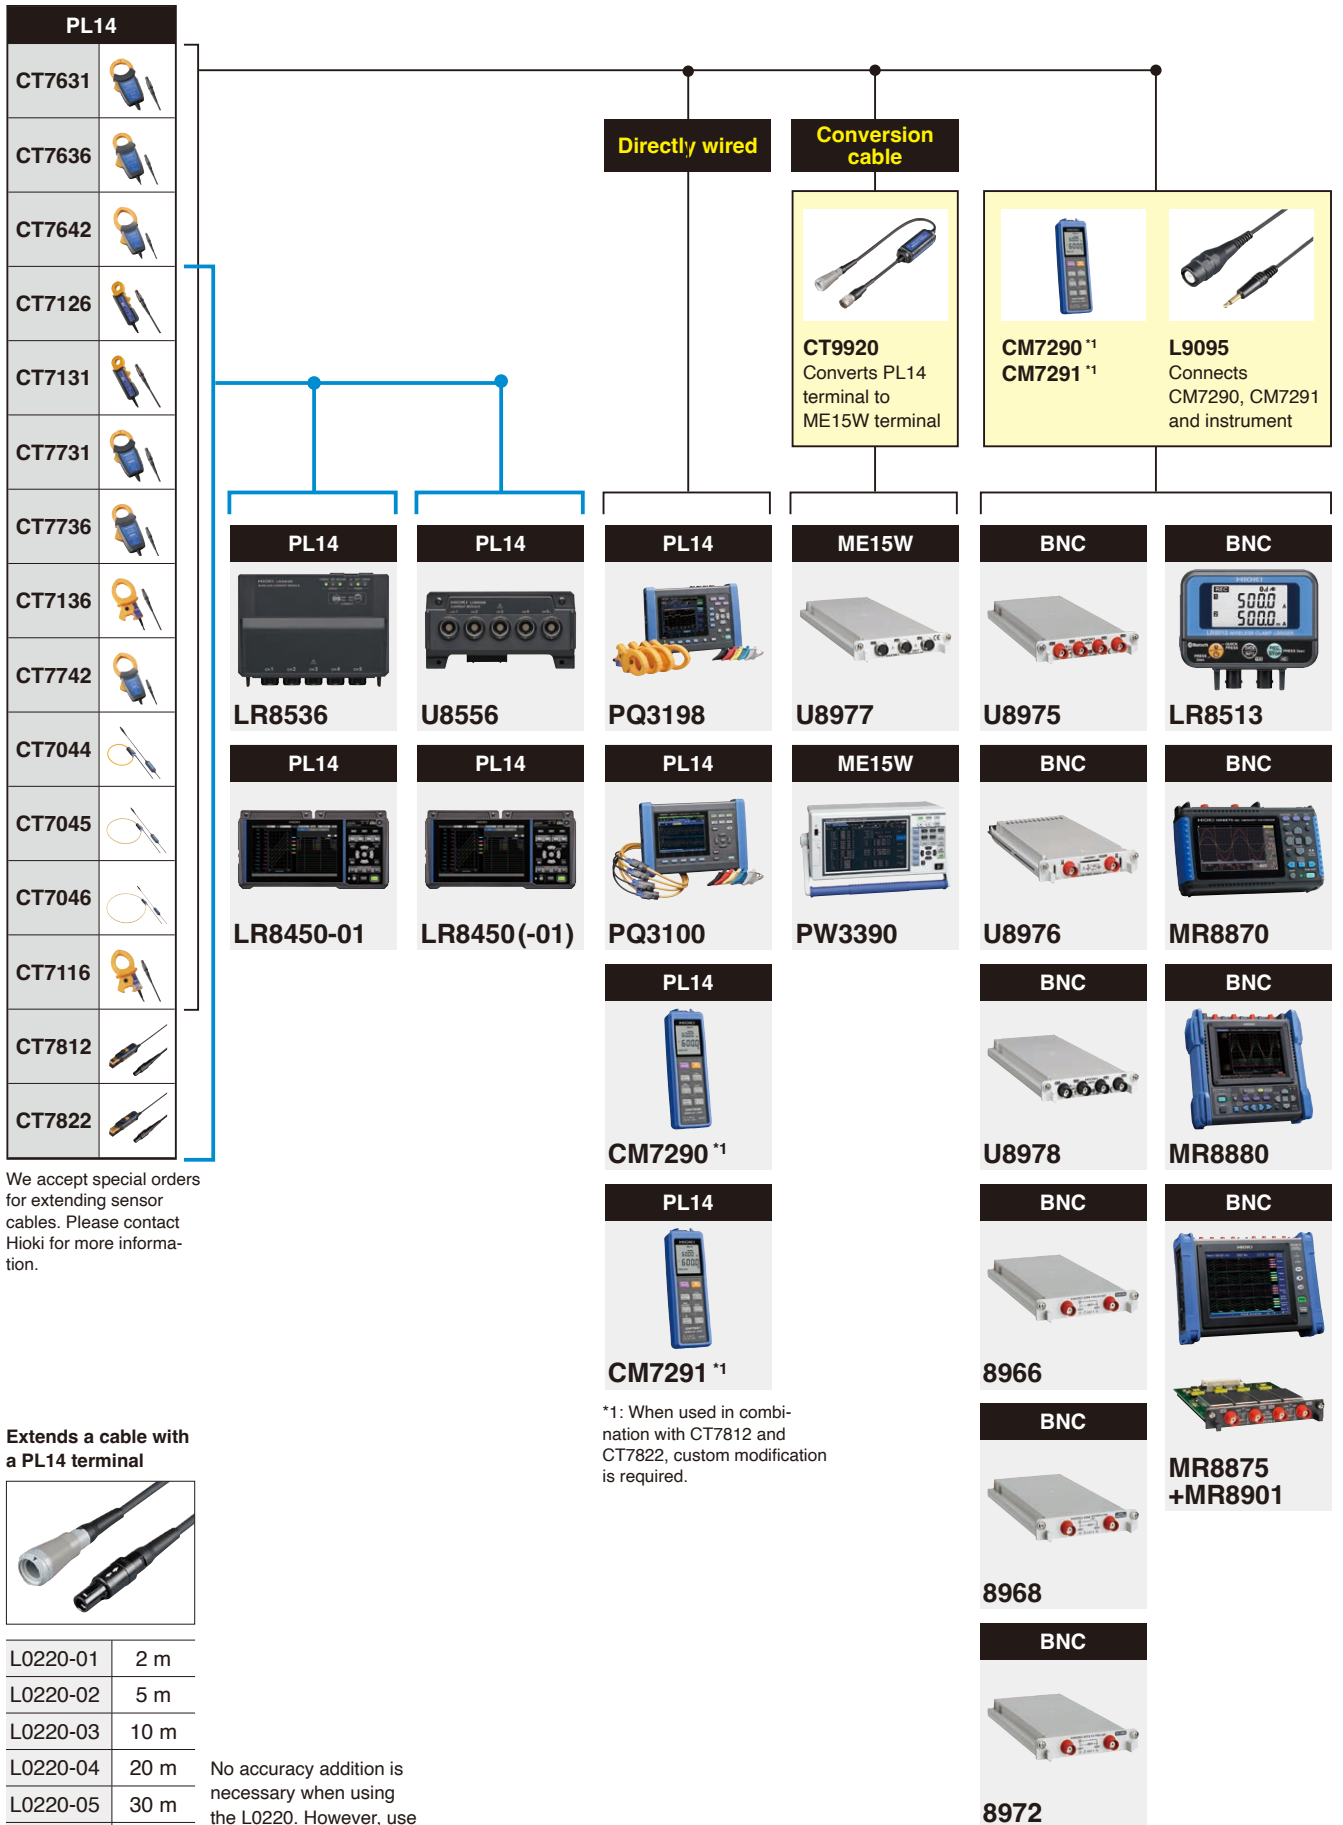 PL14
CT7631
CT7636
CT7642
CT7126
CT7131
CT7731
CT7736
CT7136
CT7742
CT7044
CT7045
CT7046
CT7116
CT7812
CT7822
We accept special orders
for extending sensor
cables. Please contact
Hioki for more informa-
tion.
Extends a cable with
a PL14 terminal
L0220-01 2 m
L0220-02 5 m
L0220-03 10 m
L0220-04 20 m
L0220-05 30 m
No accuracy addition is
necessary when using
the L0220. However, use
Directly wired
Conversion
cable
CT9920
Converts PL14
terminal to
ME15W terminal
CM7290 *1
CM7291 *1
L9095
Connects
CM7290, CM7291
and instrument
PL14
LR8536
PL14
LR8450-01
PL14
U8556
PL14
LR8450(-01)
PL14
PQ3198
PL14
PQ3100
PL14
CM7290 *1
PL14
CM7291 *1
*1: When used in combi-
nation with CT7812 and
CT7822, custom modification
is required.
ME15W
U8977
ME15W
PW3390
BNC
U8975
BNC
U8976
BNC
U8978
BNC
8966
BNC
8968
BNC
8972
BNC
HIOKI
REC
500.0 A
500.0
LR8513
BNC
MR8870
BNC
MR8880
BNC
MR8875
+MR8901